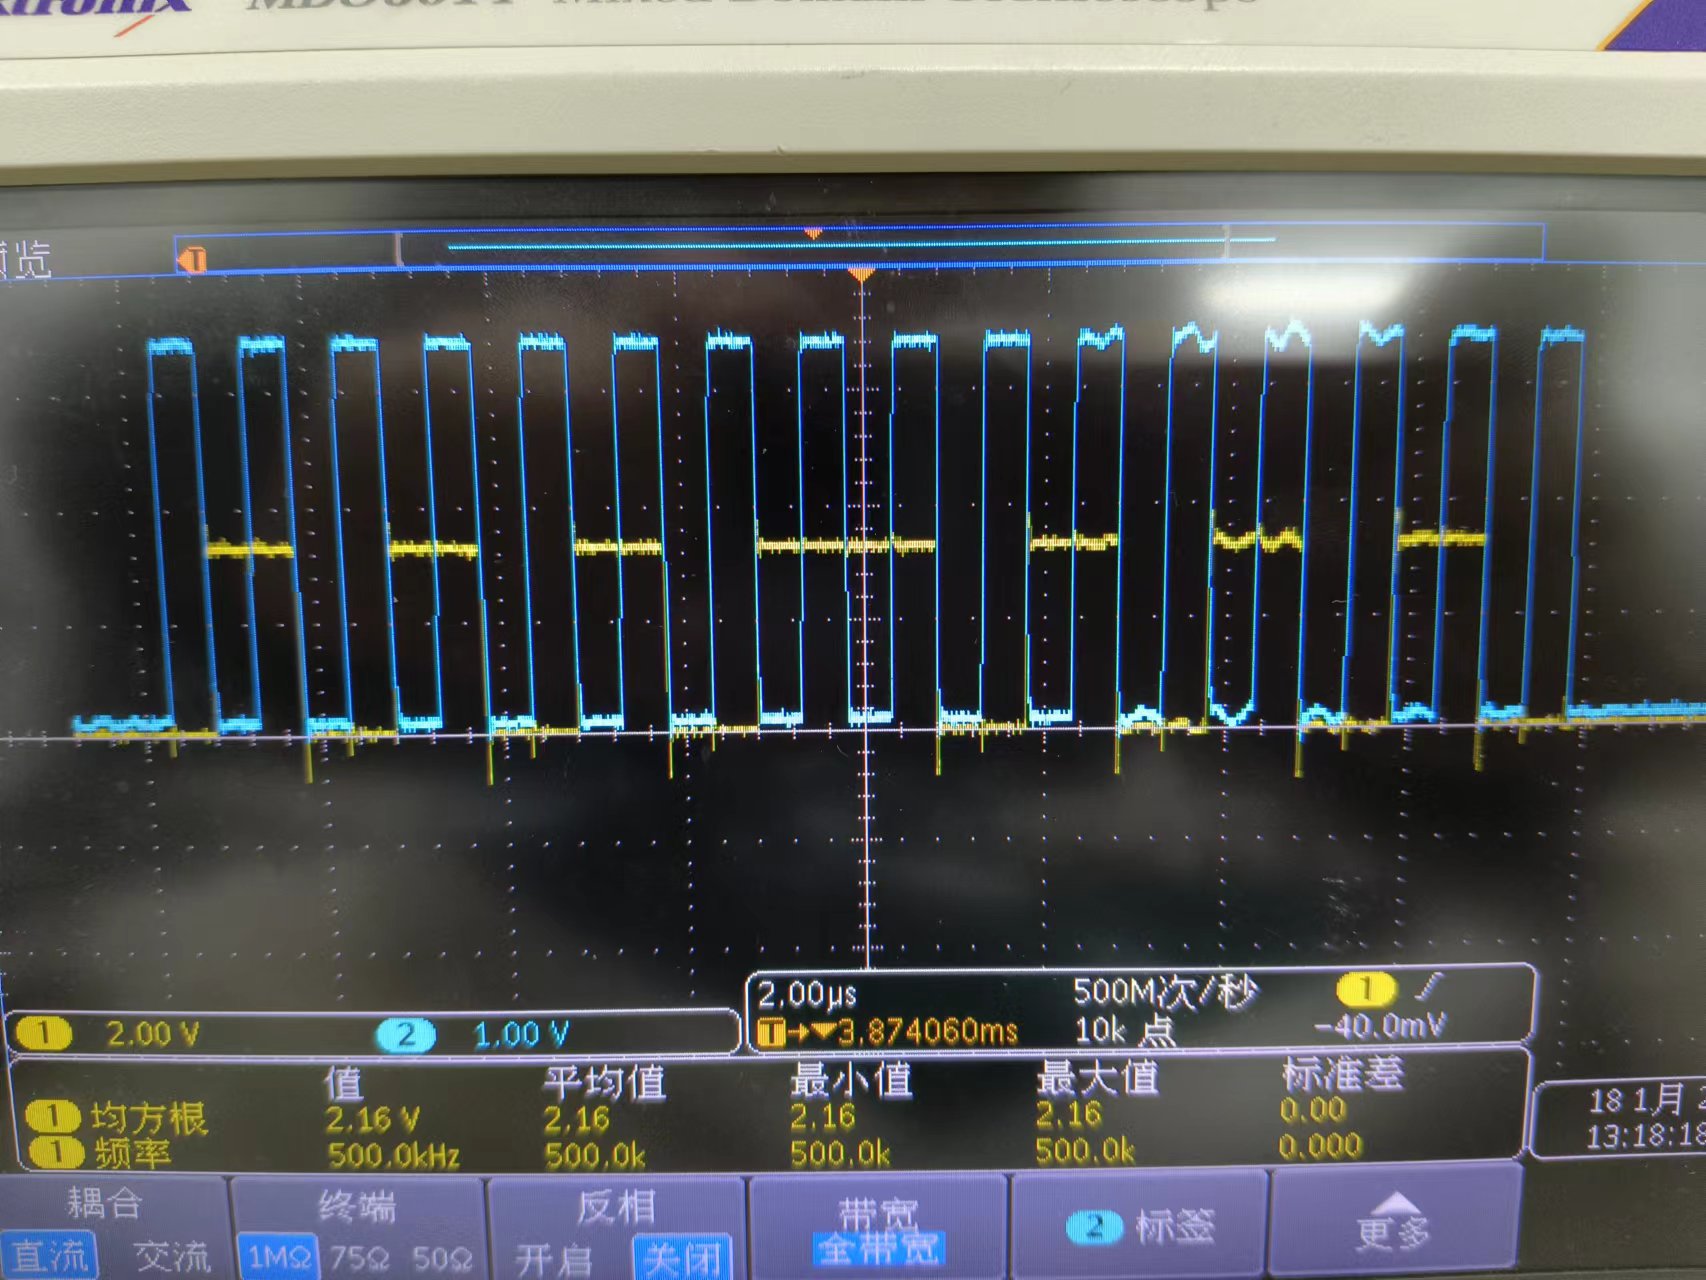 Mixed Domain Oscilloscope
览
T
2.00μs 500M次/秒 1
T→▼3.874060ms 10k 点 -40.0mV
1 2.00 V 2 1.00 V
值 平均值 最小值 最大值 标准差
1 均方根 2.16 V 2.16 2.16 2.16 0.00
1 频率 500.0kHz 500.0k 500.0k 500.0k 0.000
18 1月
13:18:18
耦合 终端 反相 带宽 2 标签 更多
直流 交流 1MΩ 75Ω 50Ω 开启 关闭 全带宽